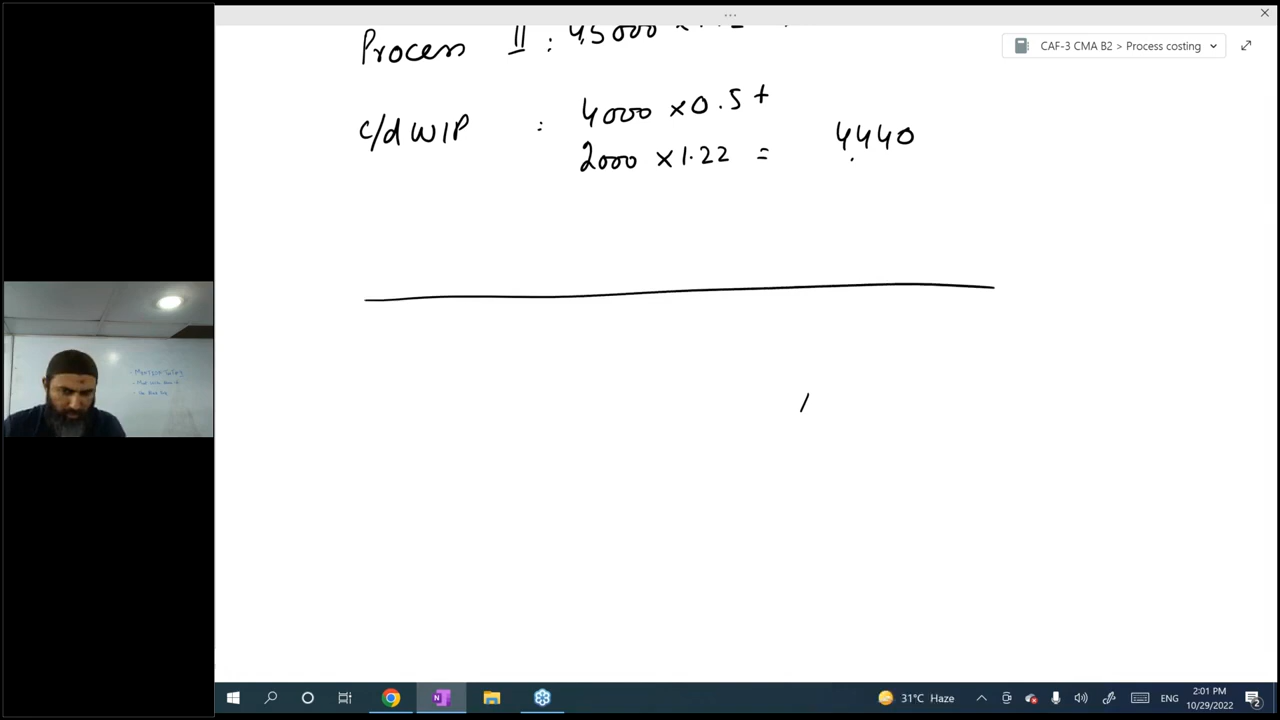 CAF-3 CMA B2 > Process costing
Process II : 45000 ×
c/d WIP : 4000 × 0.5 +
2000 × 1.22 = 4440
31°C Haze
ENG
2:01 PM
10/29/2022
2